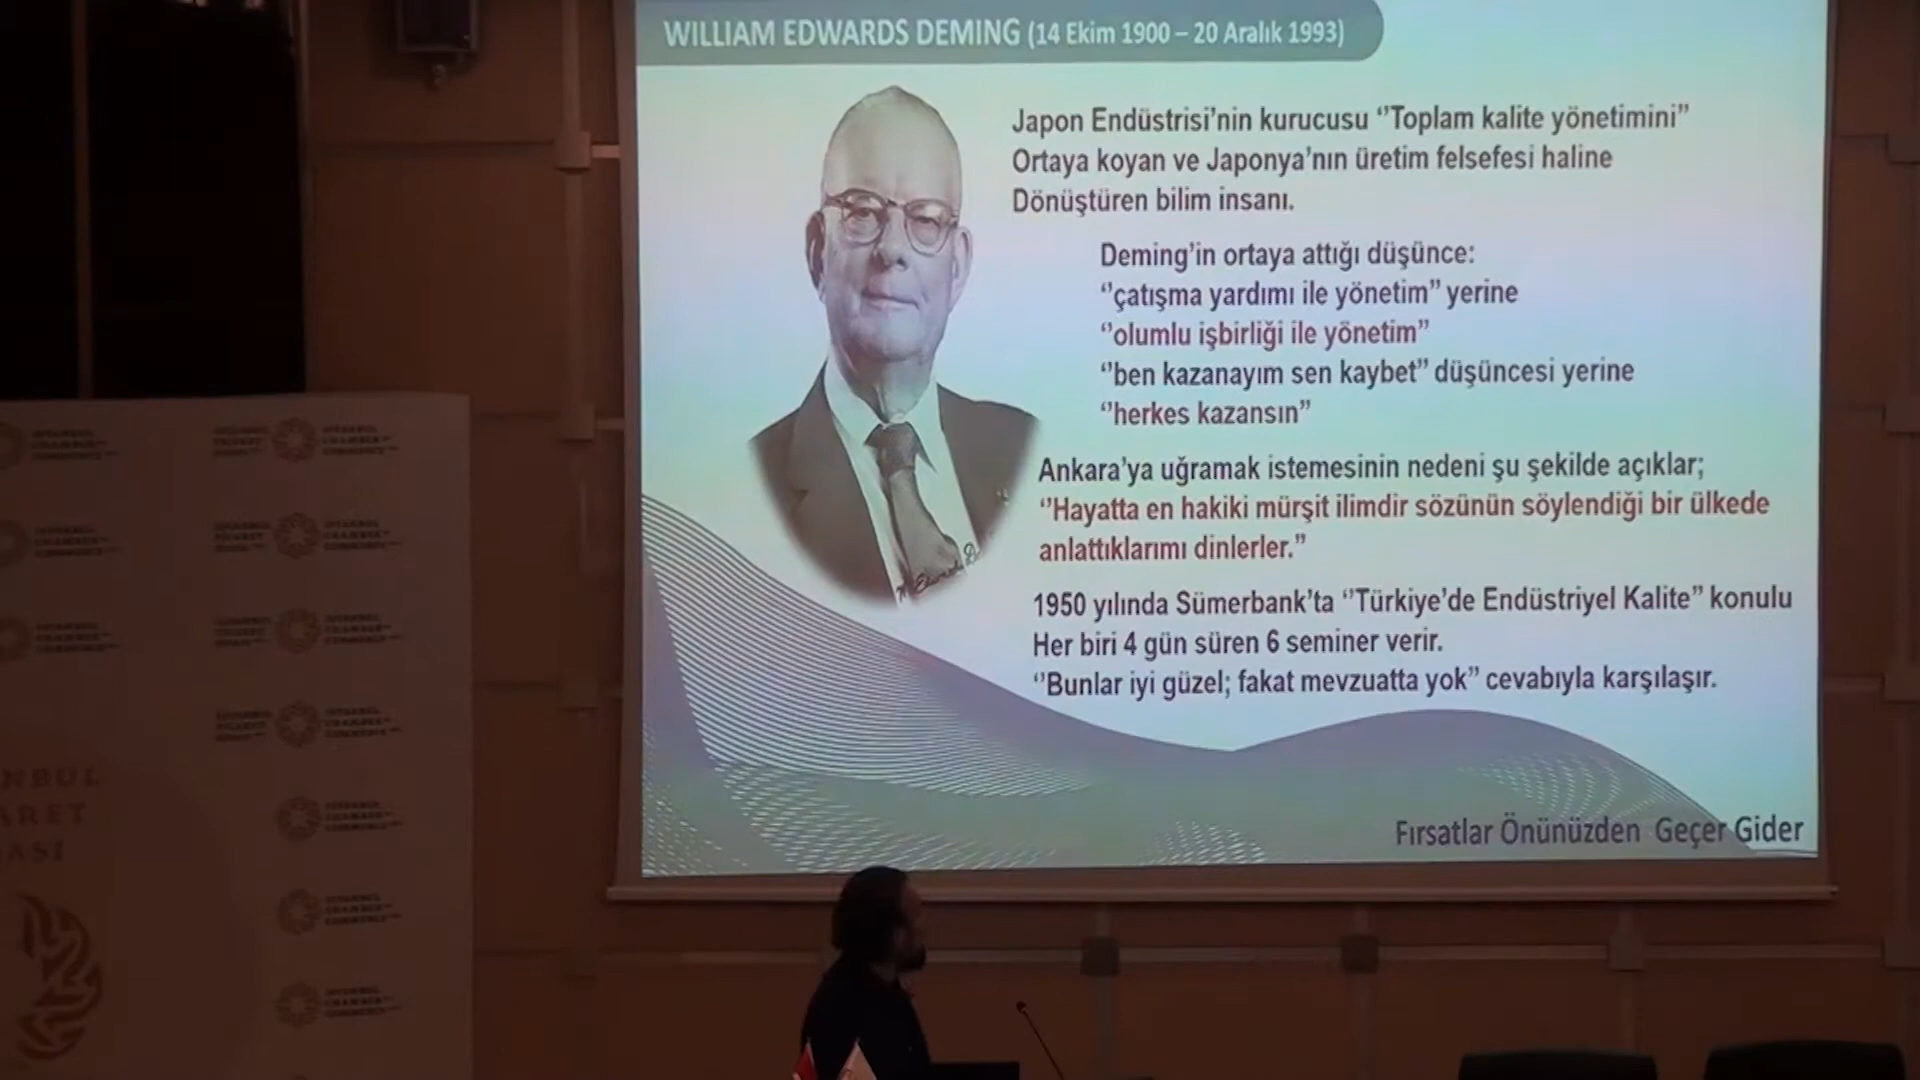 WILLIAM EDWARDS DEMING (14 Ekim 1900 – 20 Aralık 1993)
Japon Endüstrisi’nin kurucusu “Toplam kalite yönetimini”
Ortaya koyan ve Japonya’nın üretim felsefesi haline
Dönüştüren bilim insanı.
Deming’in ortaya attığı düşünce:
“çatışma yardımı ile yönetim” yerine
“olumlu işbirliği ile yönetim”
“ben kazanayım sen kaybet” düşüncesi yerine
“herkes kazansın”
Ankara’ya uğramak istemesinin nedeni şu şekilde açıklar;
“Hayatta en hakiki mürşit ilimdir sözünün söylendiği bir ülkede
anlattıklarımı dinlerler.”
1950 yılında Sümerbank’ta “Türkiye’de Endüstriyel Kalite” konulu
Her biri 4 gün süren 6 seminer verir.
“Bunlar iyi güzel; fakat mevzuatta yok” cevabıyla karşılaşır.
Fırsatlar Önünüzden Geçer Gider